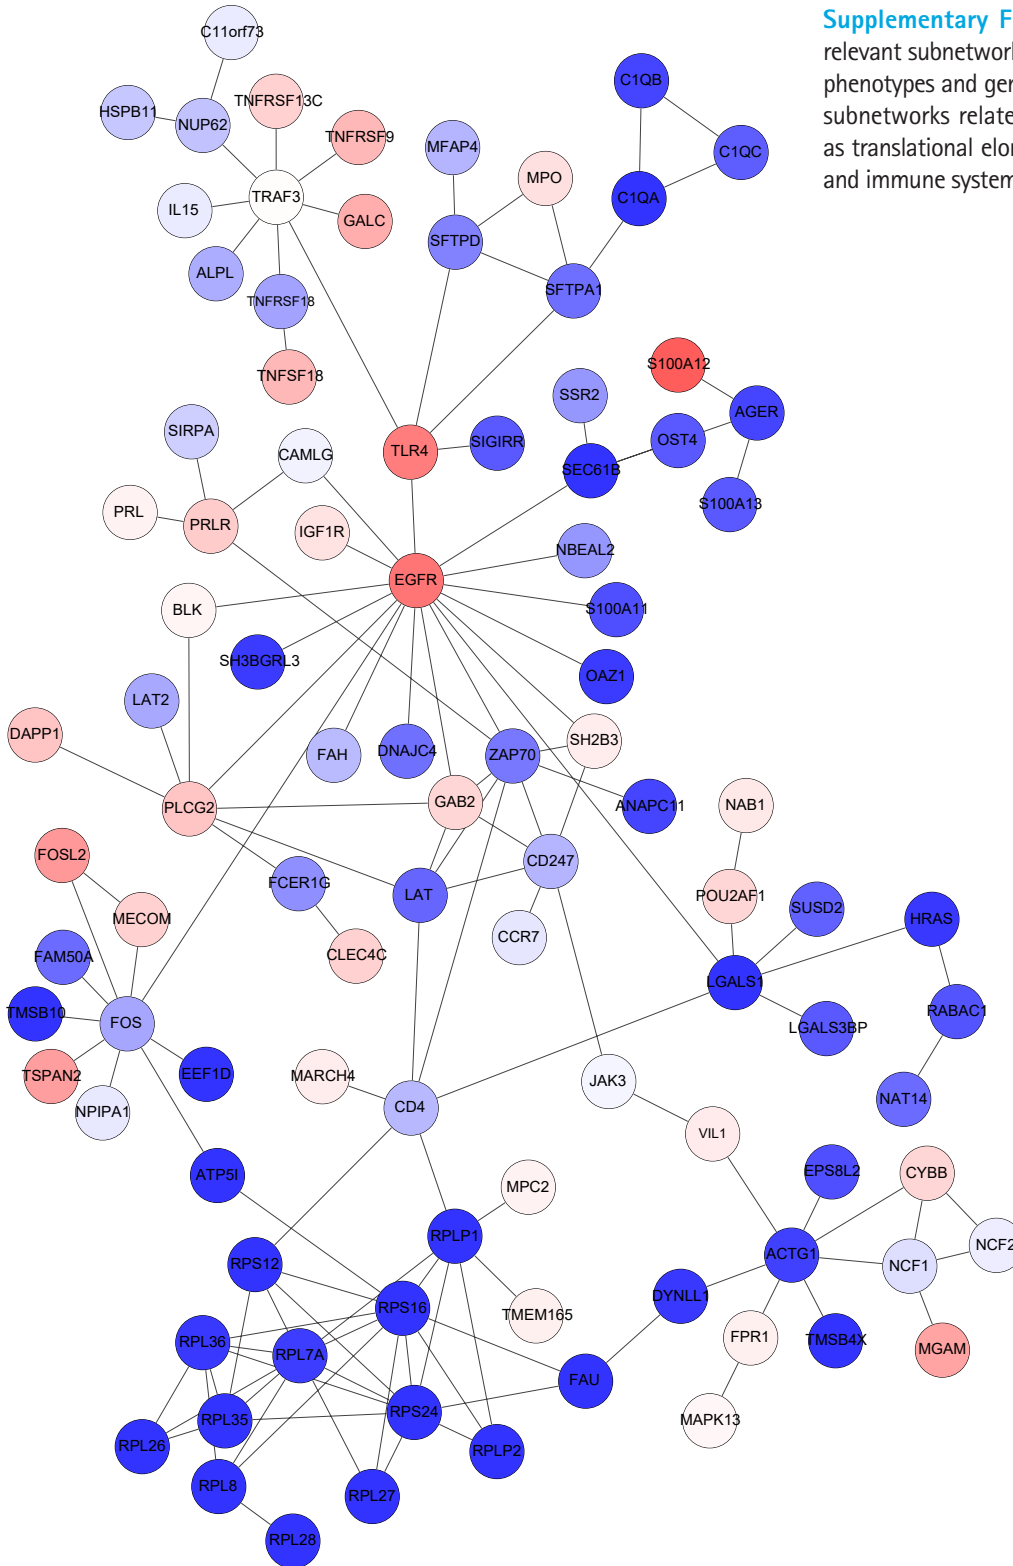 Supplementary F
relevant subnetwork
phenotypes and ger
subnetworks relate
as translational elor
and immune system
C11orf73
HSPB11
NUP62
TNFRSF13C
TNFRSF9
TRAF3
IL15
GALC
ALPL
TNFRSF18
TNFSF18
MFAP4
MPO
SFTPD
SFTPA1
C1QB
C1QC
C1QA
S100A12
SSR2
AGER
OST4
SEC61B
S100A13
SIRPA
CAMLG
TLR4
SIGIRR
PRL
PRLR
IGF1R
NBEAL2
EGFR
BLK
S100A11
SH3BGRL3
OAZ1
LAT2
DAPP1
FAH
DNAJC4
ZAP70
SH2B3
PLCG2
GAB2
ANAPC11
NAB1
FOSL2
CD247
FCER1G
LAT
POU2AF1
SUSD2
HRAS
MECOM
CCR7
CLEC4C
FAM50A
LGALS1
TMSB10
FOS
LGALS3BP
RABAC1
TSPAN2
EEF1D
MARCH4
JAK3
NAT14
NPIPA1
CD4
VIL1
ATP5I
MPC2
EPS8L2
CYBB
RPLP1
NCF2
RPS12
ACTG1
NCF1
RPS16
DYNLL1
TMEM165
RPL36
RPL7A
FPR1
TMSB4X
MGAM
FAU
RPL35
RPS24
MAPK13
RPL26
RPLP2
RPL8
RPL27
RPL28